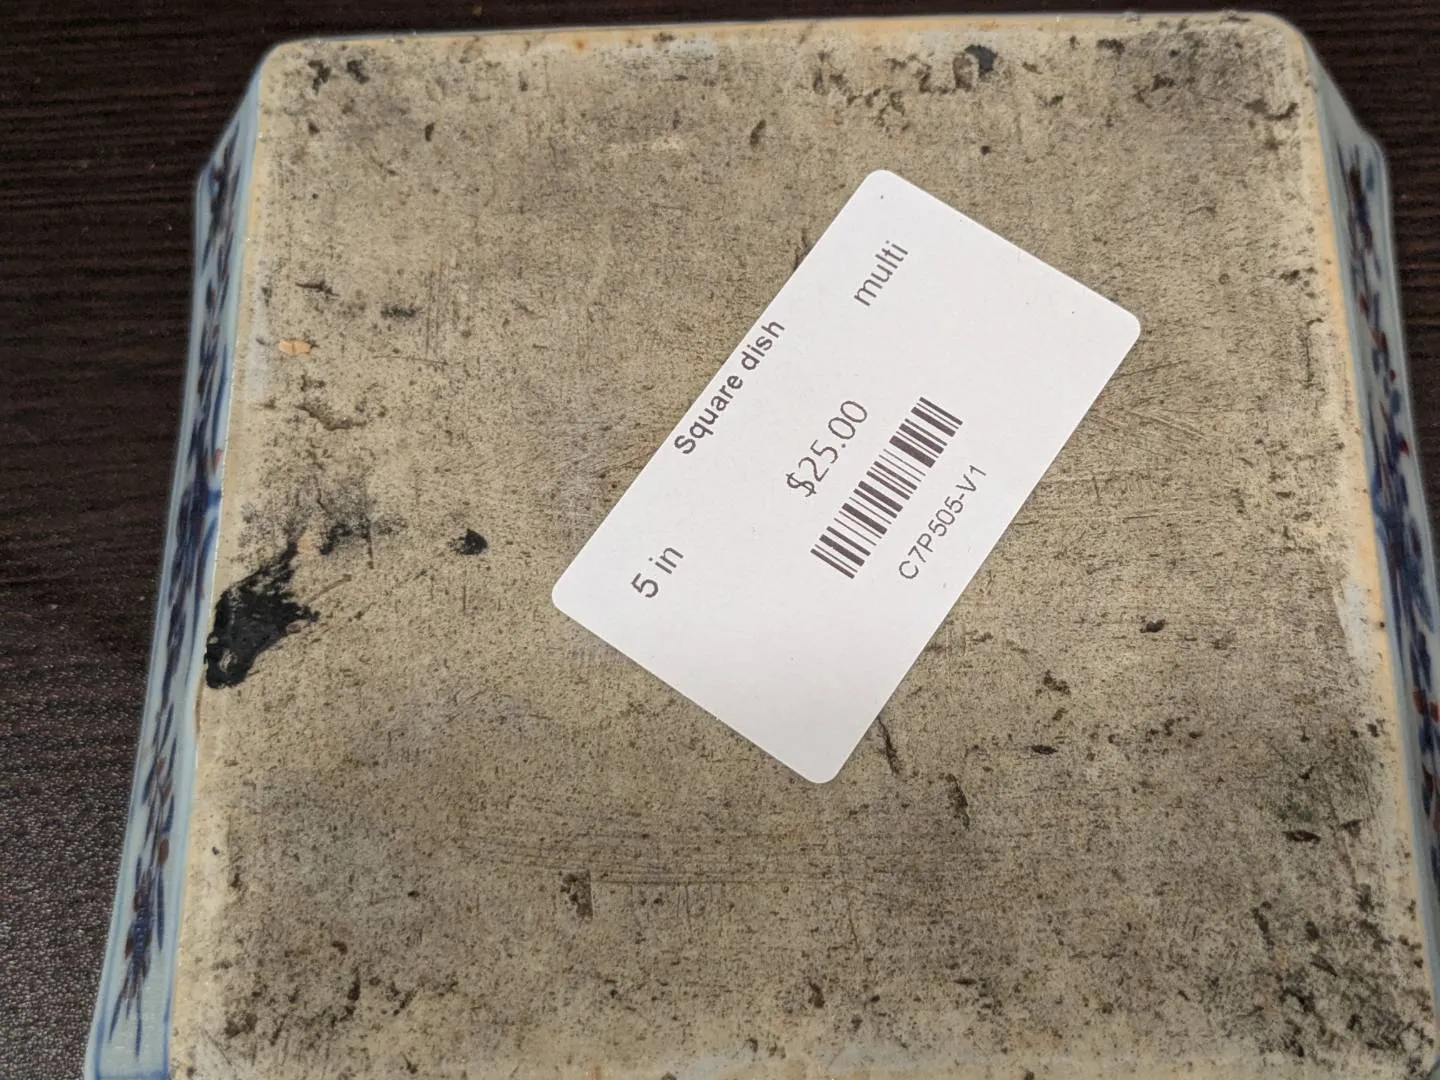 Square dish
5 in
multi
$25.00
C7P505-V1